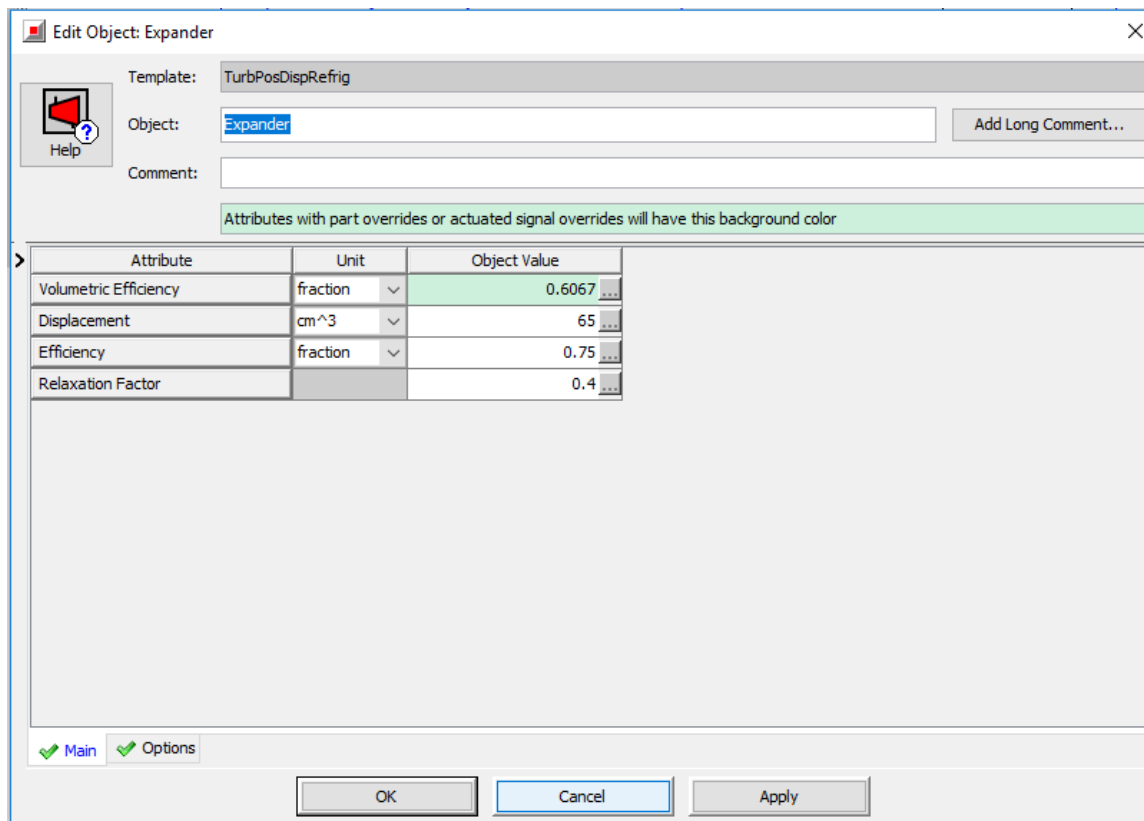 Edit Object: Expander
Template: TurbPosDispRefrig
Help
Object: Expander Add Long Comment...
Comment:
Attributes with part overrides or actuated signal overrides will have this background color
Attribute Unit Object Value
Volumetric Efficiency fraction 0.6067 ...
Displacement cm^3 65 ...
Efficiency fraction 0.75 ...
Relaxation Factor 0.4 ...
Main Options
OK Cancel Apply